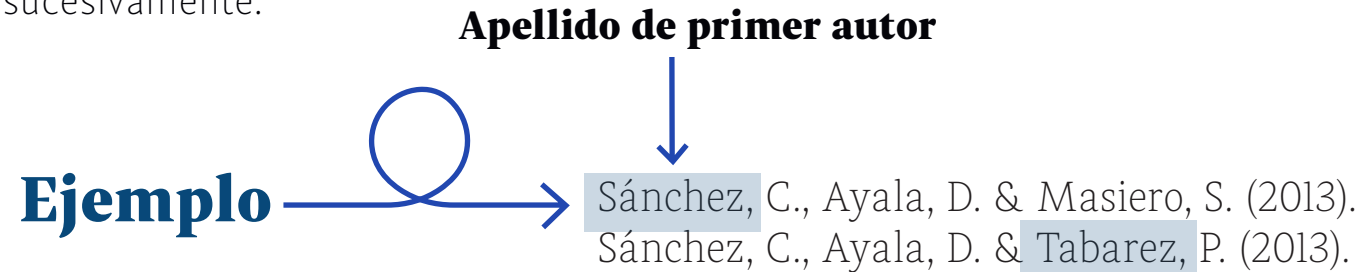 sucesivamente.
Apellido de primer autor
Ejemplo
Sánchez, C., Ayala, D. & Masiero, S. (2013).
Sánchez, C., Ayala, D. & Tabarez, P. (2013).